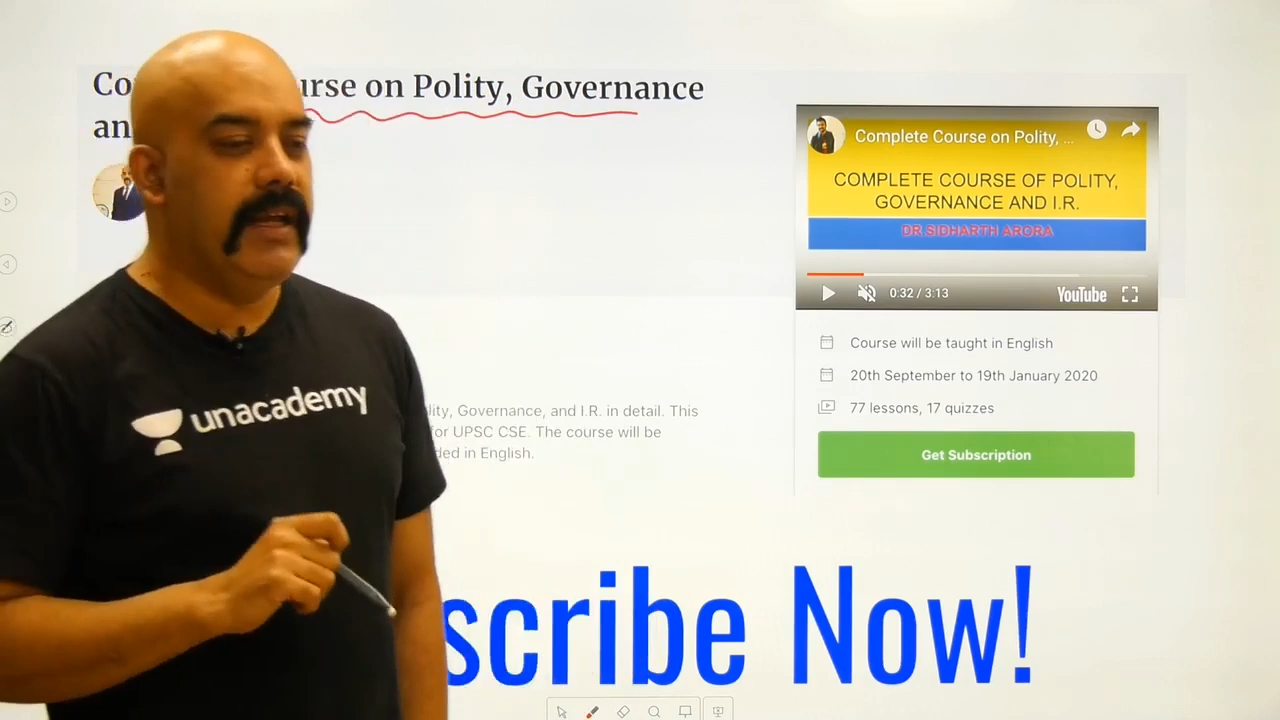 Co urse on Polity, Governance
an
Complete Course on Polity, ...
COMPLETE COURSE OF POLITY,
GOVERNANCE AND I.R.
DR.SIDHARTH ARORA
0:32 / 3:13
YouTube
Course will be taught in English
20th September to 19th January 2020
77 lessons, 17 quizzes
Get Subscription
unacademy
lity, Governance, and I.R. in detail. This
for UPSC CSE. The course will be
ded in English.
scribe Now!